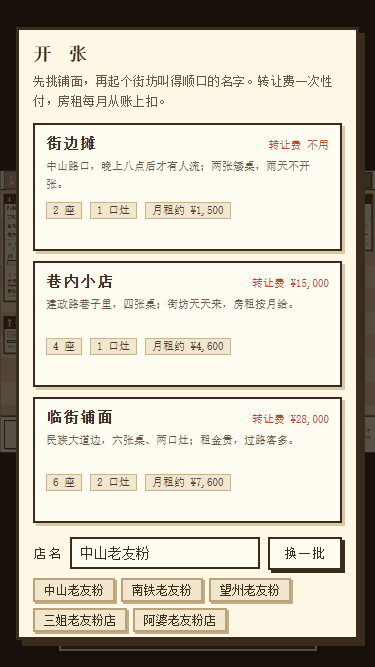 开 张
先挑铺面，再起个街坊叫得顺口的名字。转让费一次性
付，房租每月从账上扣。
街边摊 转让费 不用
中山路口，晚上八点后才有人流；两张矮桌，雨天不开
张。
2 座 1 口灶 月租约 ¥1,500
巷内小店 转让费 ¥15,000
建政路巷子里，四张桌；街坊天天来，房租按月给。
4 座 1 口灶 月租约 ¥4,600
临街铺面 转让费 ¥28,000
民族大道边，六张桌、两口灶；租金贵，过路客多。
6 座 2 口灶 月租约 ¥7,600
店名 中山老友粉 换一批
中山老友粉 南铁老友粉 望州老友粉
三姐老友粉店 阿婆老友粉店